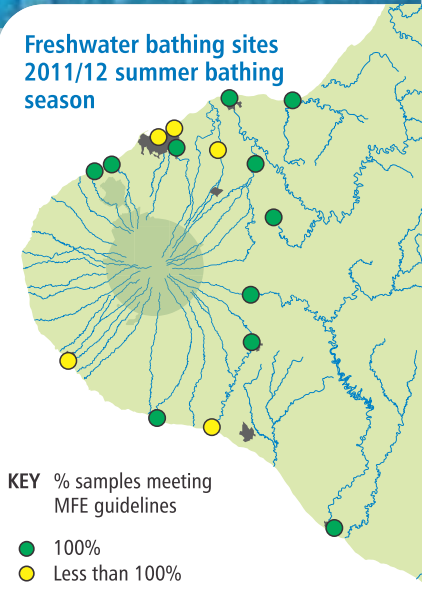 Freshwater bathing sites
2011/12 summer bathing
season
KEY % samples meeting
MFE guidelines
100%
Less than 100%